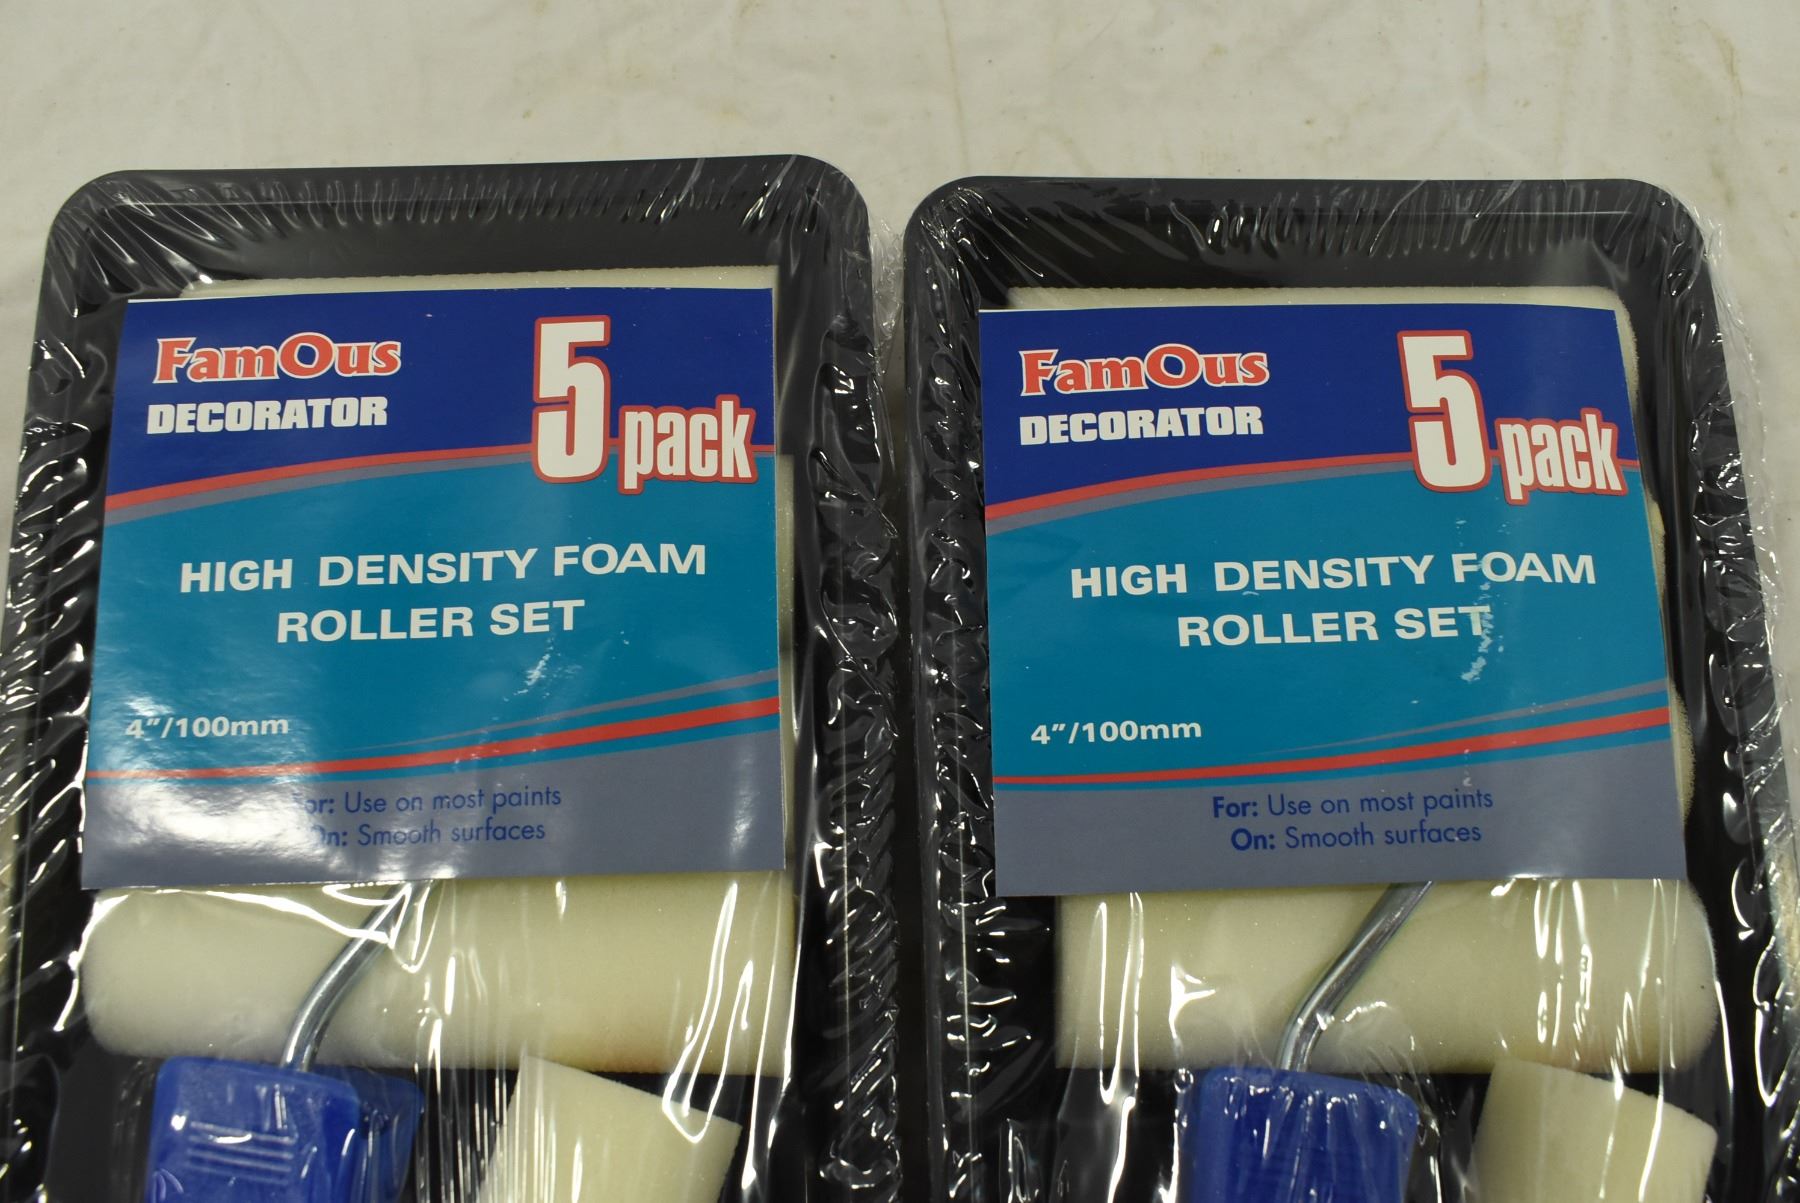 FamOus
DECORATOR
5 pack
HIGH DENSITY FOAM
ROLLER SET
4"/100mm
For: Use on most paints
On: Smooth surfaces
FamOus
DECORATOR
5 pack
HIGH DENSITY FOAM
ROLLER SET
4"/100mm
For: Use on most paints
On: Smooth surfaces